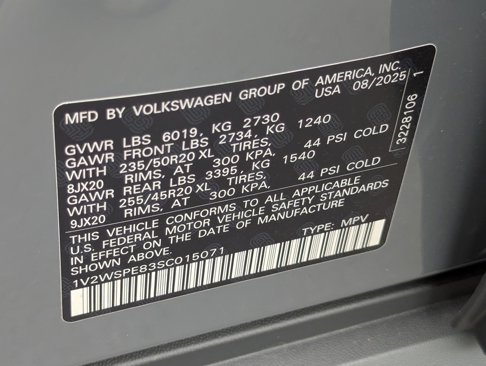 MFD BY VOLKSWAGEN GROUP OF AMERICA, INC.
USA 08/2025
GVWR LBS 6019, KG 2730
GAWR FRONT LBS 2734, KG 1240
WITH 235/50R20 XL TIRES, 44 PSI COLD
8JX20 RIMS, AT 300 KPA,
GAWR REAR LBS 3395, KG 1540
WITH 255/45R20 XL TIRES, 44 PSI COLD
9JX20 RIMS, AT 300 KPA,
THIS VEHICLE CONFORMS TO ALL APPLICABLE
U.S. FEDERAL MOTOR VEHICLE SAFETY STANDARDS
IN EFFECT ON THE DATE OF MANUFACTURE
SHOWN ABOVE.
TYPE: MPV
1V2WSPE83SC015071
3228106 1